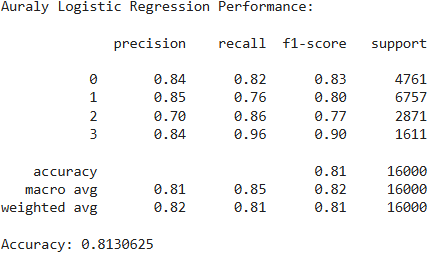 Auraly Logistic Regression Performance:
precision recall f1-score support
0 0.84 0.82 0.83 4761
1 0.85 0.76 0.80 6757
2 0.70 0.86 0.77 2871
3 0.84 0.96 0.90 1611
accuracy 0.81 16000
macro avg 0.81 0.85 0.82 16000
weighted avg 0.82 0.81 0.81 16000
Accuracy: 0.8130625